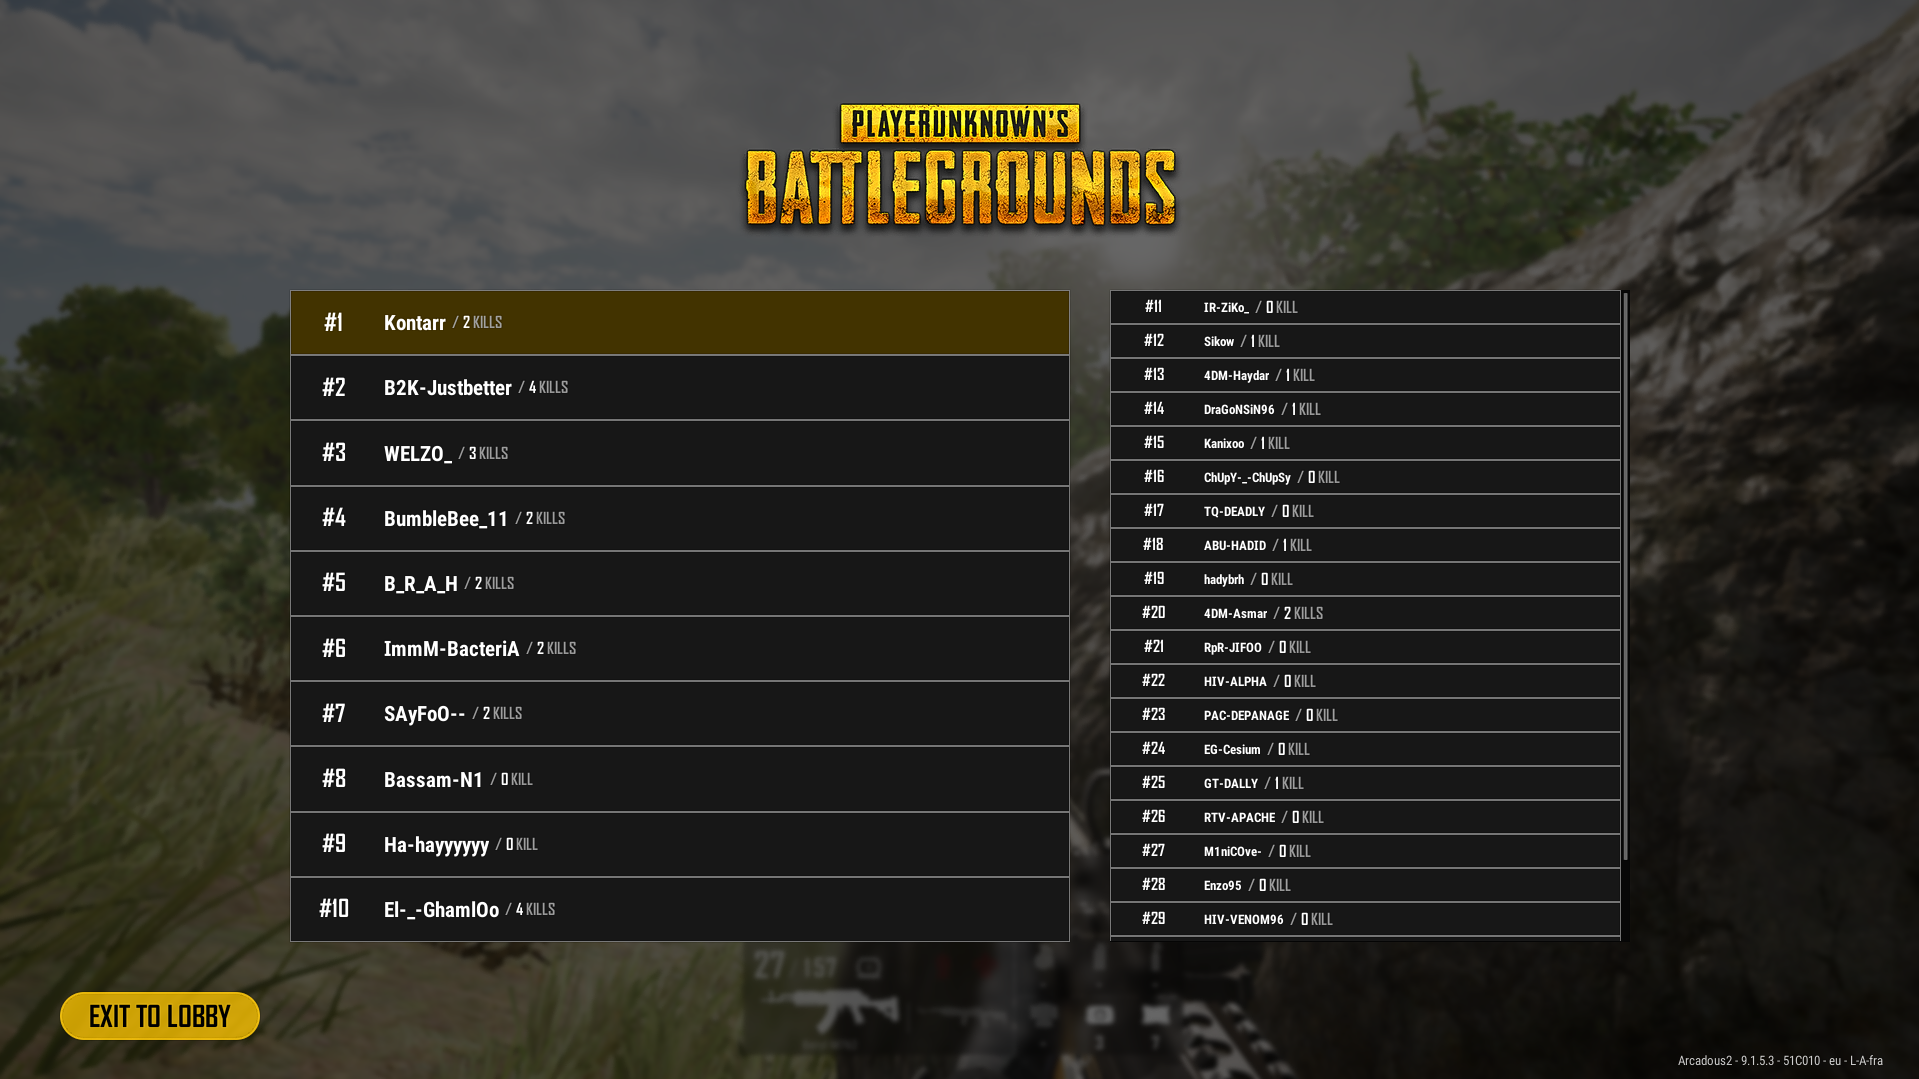 PLAYERUNKNOWN'S
BATTLEGROUNDS
#1 Kontarr / 2 KILLS
#2 B2K-Justbetter / 4 KILLS
#3 WELZO_ / 3 KILLS
#4 BumbleBee_11 / 2 KILLS
#5 B_R_A_H / 2 KILLS
#6 ImmM-BacteriA / 2 KILLS
#7 SAyFoO-- / 2 KILLS
#8 Bassam-N1 / 0 KILL
#9 Ha-hayyyyyy / 0 KILL
#10 El-_-GhamlOo / 4 KILLS
#11 IR-ZiKo_ / 0 KILL
#12 Sikow / 1 KILL
#13 4DM-Haydar / 1 KILL
#14 DraGoNSiN96 / 1 KILL
#15 Kanixoo / 1 KILL
#16 ChUpY-_-ChUpSy / 0 KILL
#17 TQ-DEADLY / 0 KILL
#18 ABU-HADID / 1 KILL
#19 hadybrh / 0 KILL
#20 4DM-Asmar / 2 KILLS
#21 RpR-JIFOO / 0 KILL
#22 HIV-ALPHA / 0 KILL
#23 PAC-DEPANAGE / 0 KILL
#24 EG-Cesium / 0 KILL
#25 GT-DALLY / 1 KILL
#26 RTV-APACHE / 0 KILL
#27 M1niCOve- / 0 KILL
#28 Enzo95 / 0 KILL
#29 HIV-VENOM96 / 0 KILL
27 / 157
3 7
EXIT TO LOBBY
Arcadous2 - 9.1.5.3 - 51C010 - eu - L-A-fra